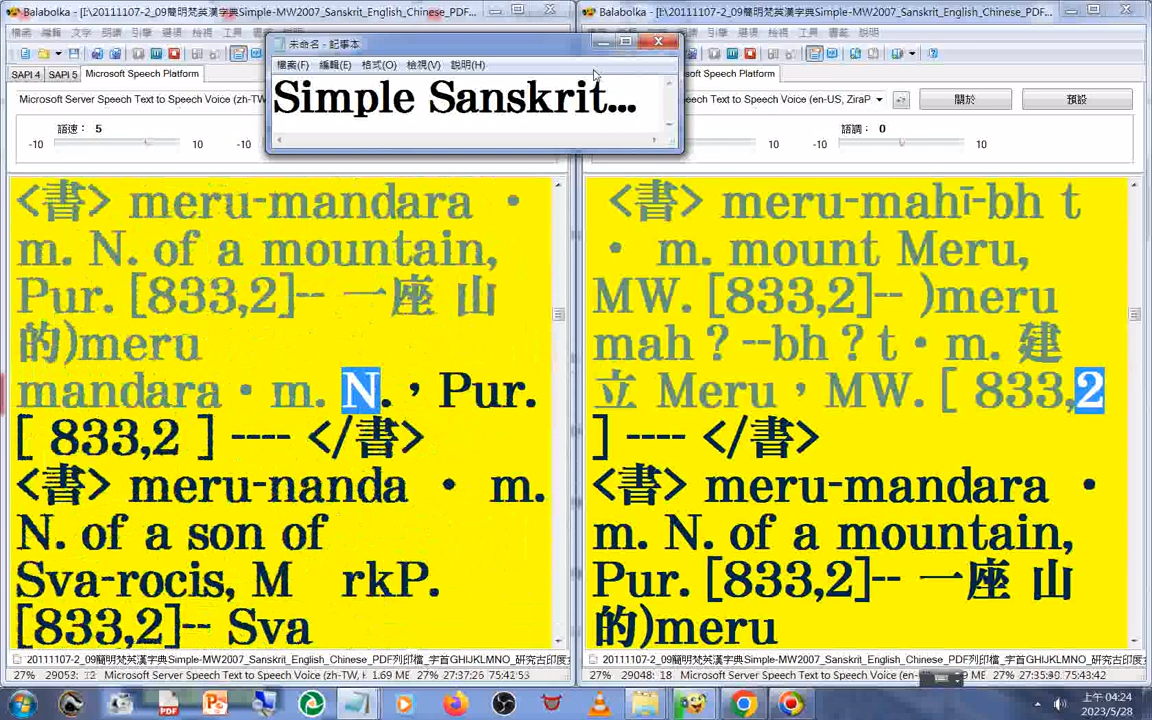 Balabolka - [I:\20111107-2_09簡明梵英漢字典Simple-MW2007_Sanskrit_English_Chinese_PDF...
SAPI 4 SAPI 5 Microsoft Speech Platform
Microsoft Server Speech Text to Speech Voice (zh-TW,
語速： 5
-10 10
<書> meru-mandara •
m. N. of a mountain,
Pur. [833,2]-- 一座 山
的)meru
mandara•m. N.，Pur.
[ 833,2 ] ---- </書>
<書> meru-nanda • m.
N. of a son of
Sva-rocis, M rkP.
[833,2]-- Sva
20111107-2_09簡明梵英漢字典Simple-MW2007_Sanskrit_English_Chinese_PDF列印檔_字首GHIJKLMNO_研究古印度
27% 29053: 12 Microsoft Server Speech Text to Speech Voice (zh-TW, 1.69 ME 27% 27:37:26
未命名 - 記事本
檔案(F) 編輯(E) 格式(O) 檢視(V) 說明(H)
Simple Sanskrit...
Balabolka - [I:\20111107-2_09簡明梵英漢字典Simple-MW2007_Sanskrit_English_Chinese_PDF...
Speech Platform
ech Text to Speech Voice (en-US, ZiraP
關於 預設
語調： 0
10 -10 10
<書> meru-mahī-bh t
• m. mount Meru,
MW. [833,2]-- )meru
mah？--bh？t•m. 建
立 Meru，MW. [ 833,2
] ---- </書>
<書> meru-mandara •
m. N. of a mountain,
Pur. [833,2]-- 一座 山
的)meru
20111107-2_09簡明梵英漢字典Simple-MW2007_Sanskrit_English_Chinese_PDF列印檔_字首GHIJKLMNO_研究古印度
27% 29048: 18 Microsoft Server Speech Text to Speech Voice (en-US, 1.69 ME 27% 75:43:42
上午 04:24
2023/5/28